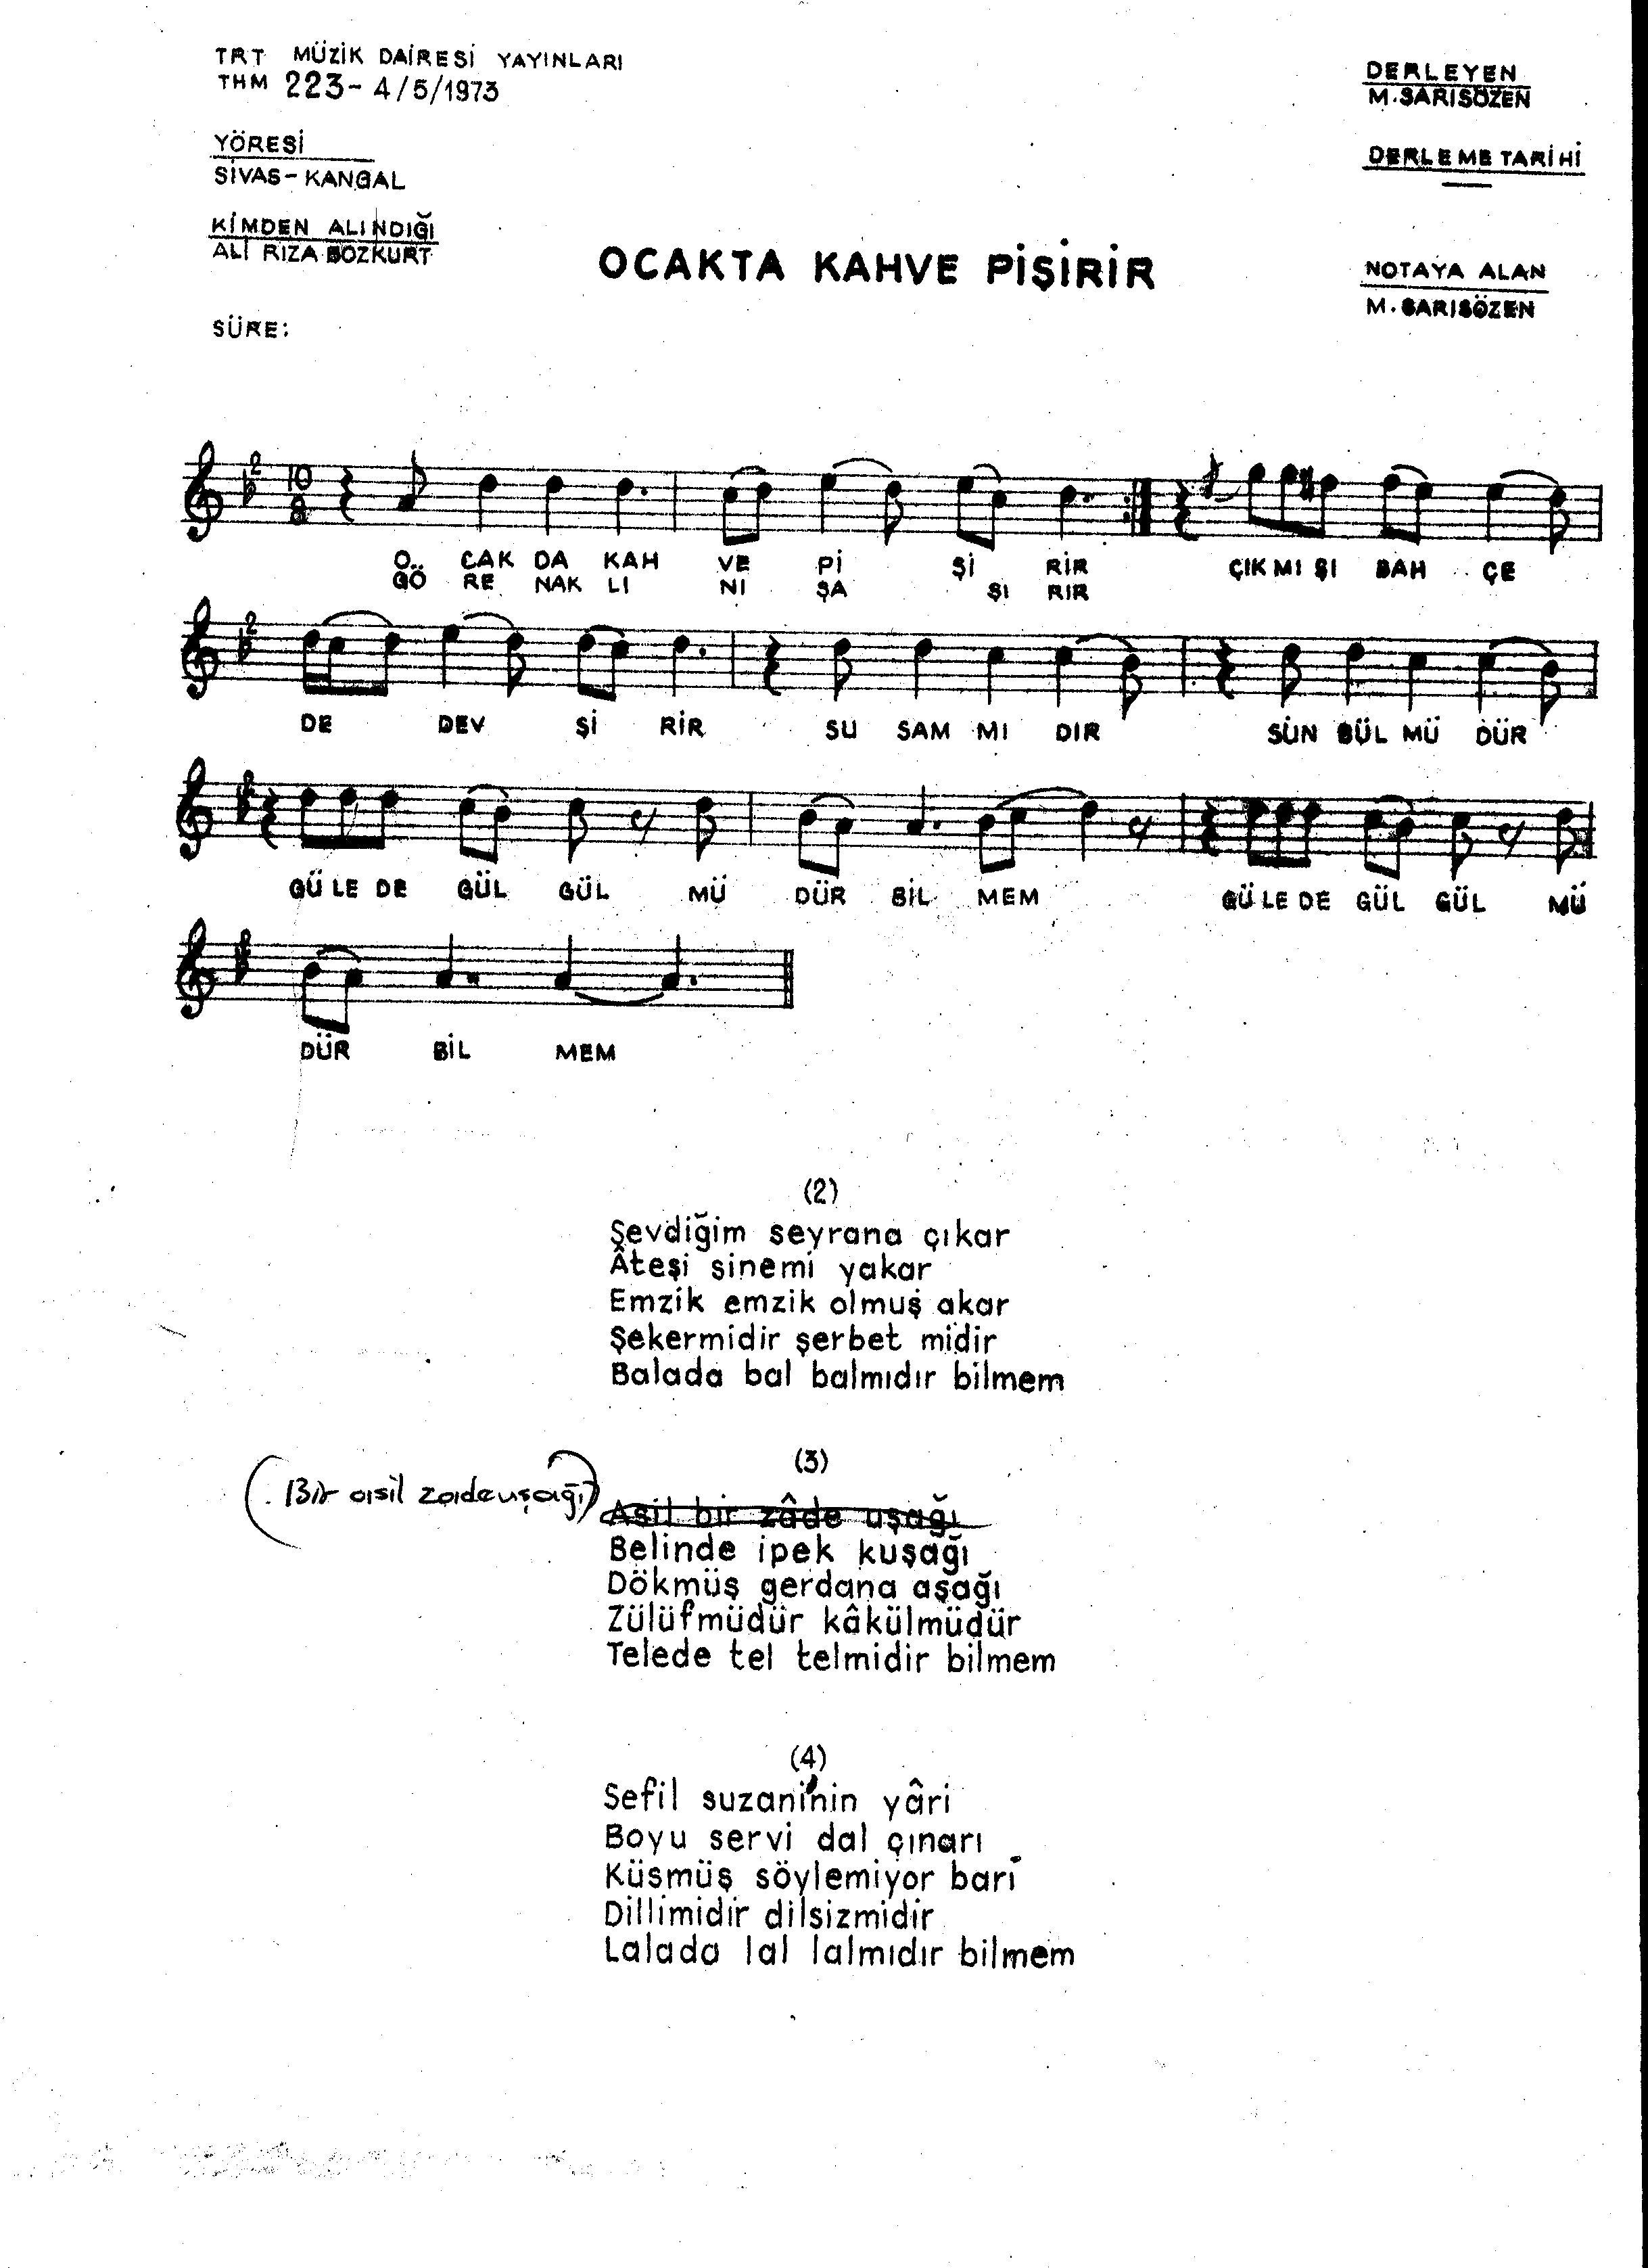 TRT MÜZİK DAİRESİ YAYINLARI
THM 223- 4/5/1973
DERLEYEN
M.SARISÖZEN
YÖRESİ
SİVAS-KANGAL
DERLEME TARİHİ
KİMDEN ALINDIĞI
ALİ RIZA BOZKURT
OCAKTA KAHVE PİŞİRİR
NOTAYA ALAN
M.SARISÖZEN
SÜRE:
2
10
8
O.. CAK DA KAH VE Pİ Şİ RİR ÇIK MI ŞI BAH ÇE
GÖ RE NAK LI NI ŞA ŞI RIR
2
DE DEV Şİ RİR SU SAM MI DIR SÜN BÜL MÜ DÜR
2
GÜ LE DE GÜL GÜL MÜ DÜR BİL MEM GÜ LE DE GÜL GÜL MÜ
2
DÜR BİL MEM
(2)
Şevdiğim seyrana çıkar
Âteşi sinemi yakar
Emzik emzik olmuş akar
Şekermidir şerbet midir
Balada bal balmıdır bilmem
(3)
(Bir asil zadeuşağı)
Asil bir zâde uşağı
Belinde ipek kuşağı
Dökmüş gerdana aşağı
Zülüfmüdür kâkülmüdür
Telede tel telmidir bilmem
(4)
Sefil suzani'nin yâri
Boyu servi dal çınarı
Küsmüş söylemiyor bari
Dillimidir dilsizmidir
Lalada lal lalmıdır bilmem